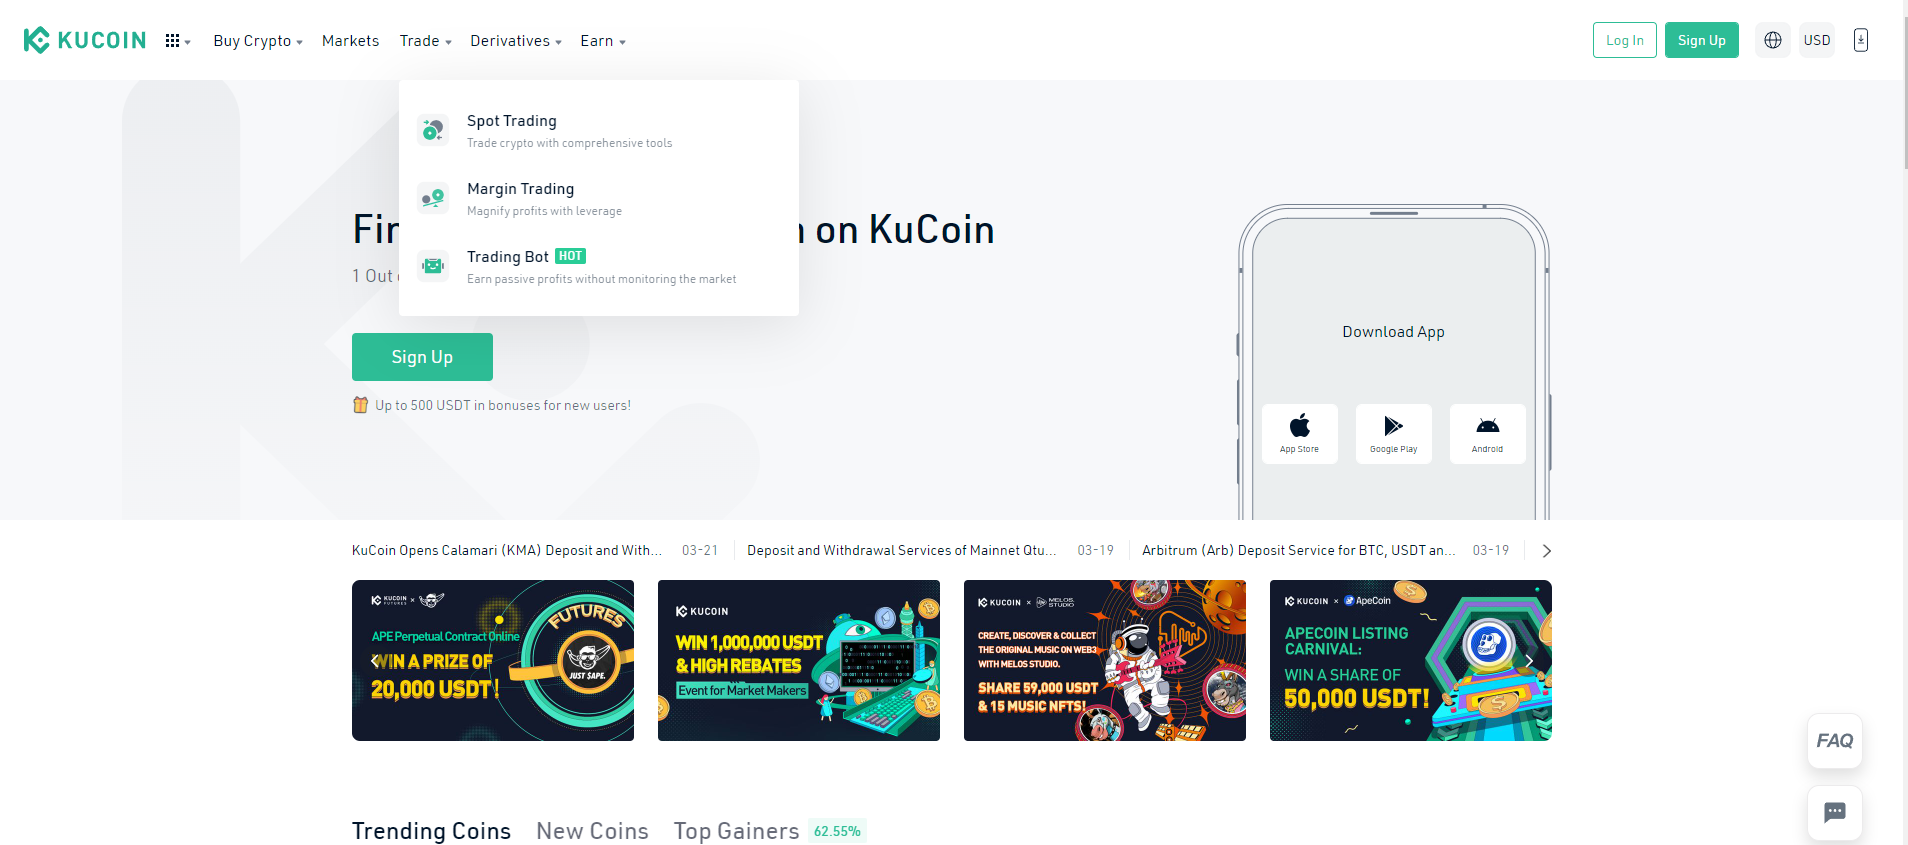 KUCOIN
Buy Crypto
Markets
Trade
Derivatives
Earn
Log In
Sign Up
USD
Spot Trading
Trade crypto with comprehensive tools
Margin Trading
Magnify profits with leverage
Trading Bot HOT
Earn passive profits without monitoring the market
on KuCoin
1 Out
Sign Up
Up to 500 USDT in bonuses for new users!
Download App
App Store
Google Play
Android
KuCoin Opens Calamari (KMA) Deposit and With... 03-21
Deposit and Withdrawal Services of Mainnet Qtu... 03-19
Arbitrum (Arb) Deposit Service for BTC, USDT an... 03-19
KUCOIN FUTURES ×
APE Perpetual Contract Online
WIN A PRIZE OF
20,000 USDT!
FUTURES
JUST $APE.
KUCOIN
WIN 1,000,000 USDT
& HIGH REBATES
Event for Market Makers
KUCOIN × MELOS. STUDIO
CREATE, DISCOVER & COLLECT
THE ORIGINAL MUSIC ON WEB3
WITH MELOS STUDIO.
SHARE 59,000 USDT
& 15 MUSIC NFTS!
KUCOIN × ApeCoin
APECOIN LISTING
CARNIVAL:
WIN A SHARE OF
50,000 USDT!
FAQ
Trending Coins
New Coins
Top Gainers 62.55%